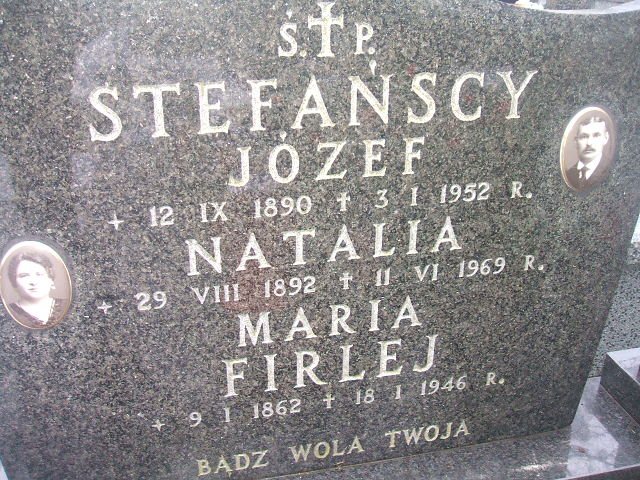 Ś. † P.
STEFAŃSCY
JÓZEF
+ 12 IX 1890 † 3 I 1952 R.
NATALIA
+ 29 VIII 1892 † 11 VI 1969 R.
MARIA
FIRLEJ
+ 9 I 1862 † 18 I 1946 R.
BĄDZ WOLA TWOJA